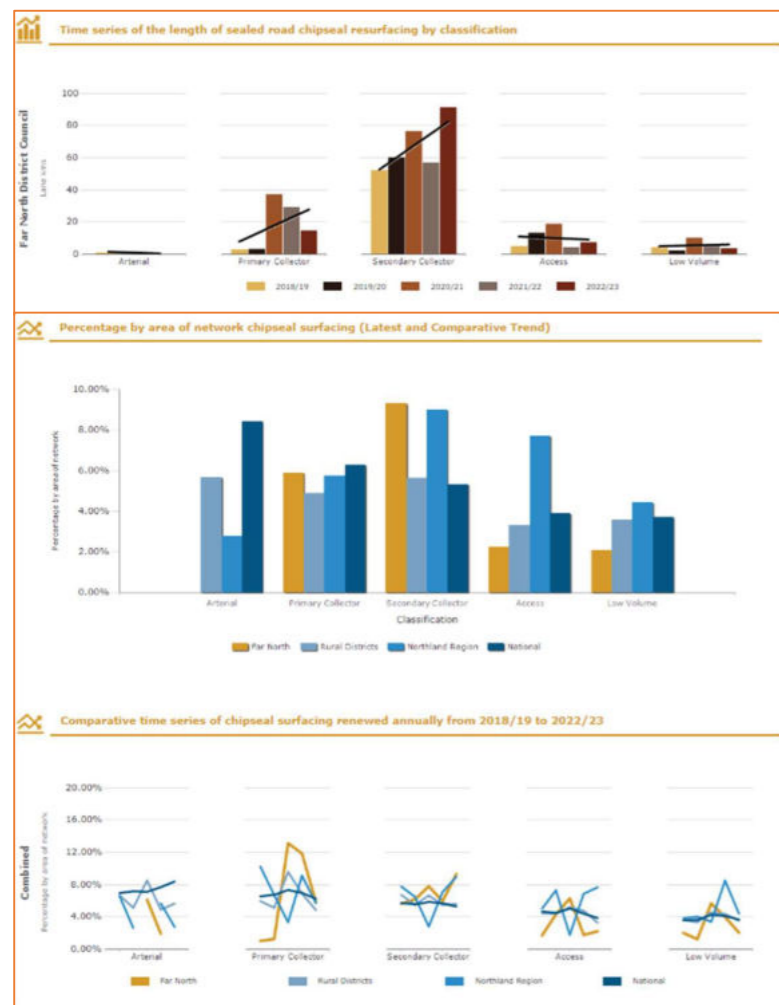 Time series of the length of sealed road chipseal resurfacing by classification
Far North District Council
Lane kms
100
80
60
40
20
0
Arterial Primary Collector Secondary Collector Access Low Volume
2018/19 2019/20 2020/21 2021/22 2022/23
Percentage by area of network chipseal surfacing (Latest and Comparative Trend)
Percentage by area of network
10.00%
8.00%
6.00%
4.00%
2.00%
0.00%
Arterial Primary Collector Secondary Collector Access Low Volume
Classification
Far North Rural Districts Northland Region National
Comparative time series of chipseal surfacing renewed annually from 2018/19 to 2022/23
Combined
Percentage by area of network
20.00%
16.00%
12.00%
8.00%
4.00%
0.00%
Arterial Primary Collector Secondary Collector Access Low Volume
Far North Rural Districts Northland Region National